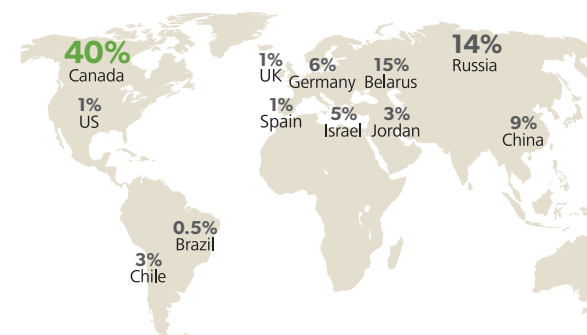 40%
Canada
1%
US
1%
UK
6%
Germany
15%
Belarus
14%
Russia
1%
Spain
5%
Israel
3%
Jordan
9%
China
0.5%
Brazil
3%
Chile